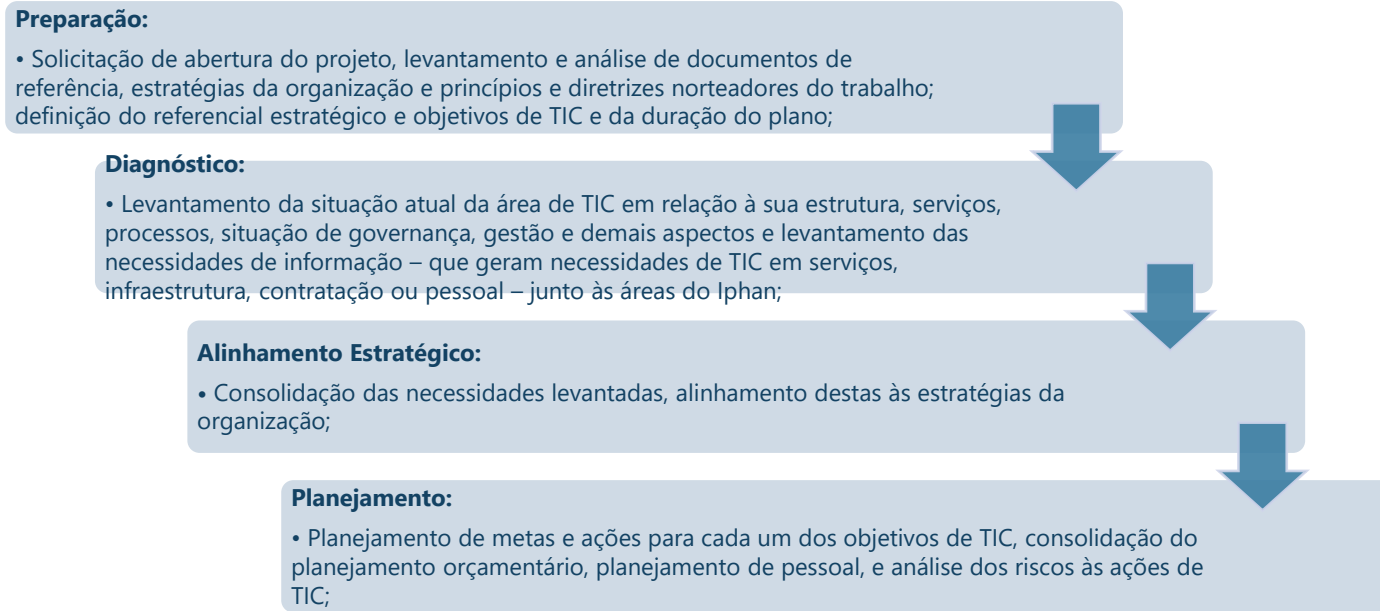 Preparação:
• Solicitação de abertura do projeto, levantamento e análise de documentos de
referência, estratégias da organização e princípios e diretrizes norteadores do trabalho;
definição do referencial estratégico e objetivos de TIC e da duração do plano;
Diagnóstico:
• Levantamento da situação atual da área de TIC em relação à sua estrutura, serviços,
processos, situação de governança, gestão e demais aspectos e levantamento das
necessidades de informação – que geram necessidades de TIC em serviços,
infraestrutura, contratação ou pessoal – junto às áreas do Iphan;
Alinhamento Estratégico:
• Consolidação das necessidades levantadas, alinhamento destas às estratégias da
organização;
Planejamento:
• Planejamento de metas e ações para cada um dos objetivos de TIC, consolidação do
planejamento orçamentário, planejamento de pessoal, e análise dos riscos às ações de
TIC;